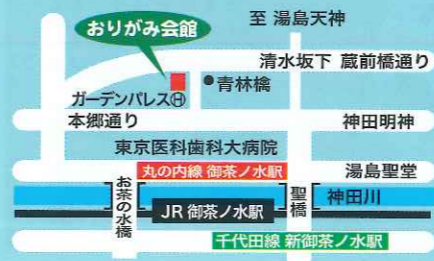 至 湯島天神
おりがみ会館
清水坂下 蔵前橋通り
●青林檎
ガーデンパレスⒽ
本郷通り
神田明神
東京医科歯科大病院
丸の内線 御茶ノ水駅
湯島聖堂
お茶の水橋
聖橋
神田川
JR 御茶ノ水駅
千代田線 新御茶ノ水駅